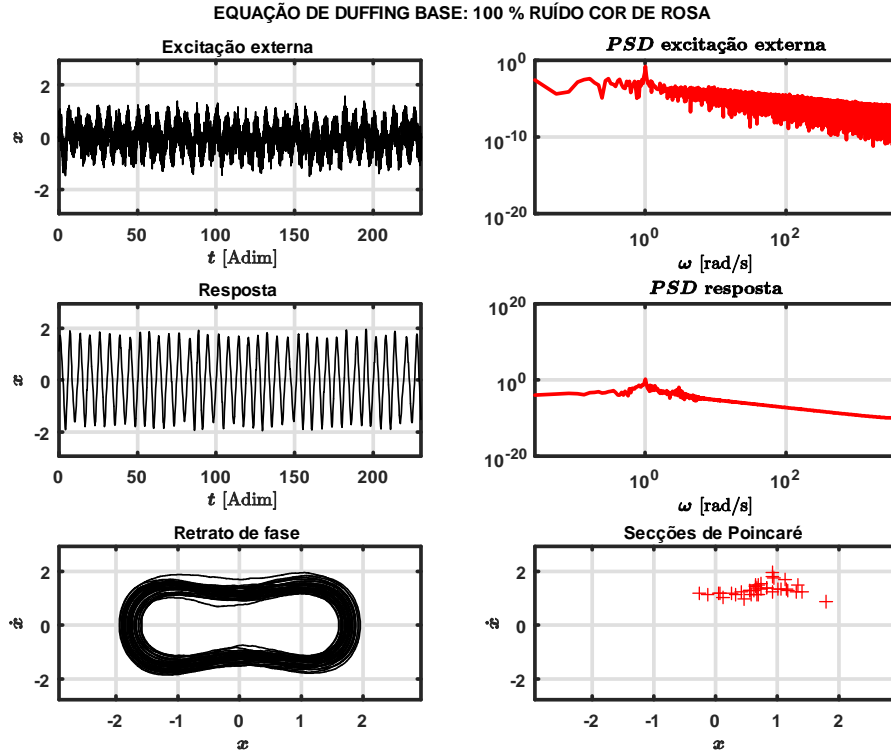 EQUAÇÃO DE DUFFING BASE: 100 % RUÍDO COR DE ROSA
Excitação externa
2
0
-2
x
0 50 100 150 200
t [Adim]
PSD excitação externa
10^0
10^-10
10^-20
10^0 10^2
ω [rad/s]
Resposta
2
0
-2
x
0 50 100 150 200
t [Adim]
PSD resposta
10^20
10^0
10^-20
10^0 10^2
ω [rad/s]
Retrato de fase
2
0
-2
ẋ
-2 -1 0 1 2
x
Secções de Poincaré
2
0
-2
ẋ
-2 -1 0 1 2
x